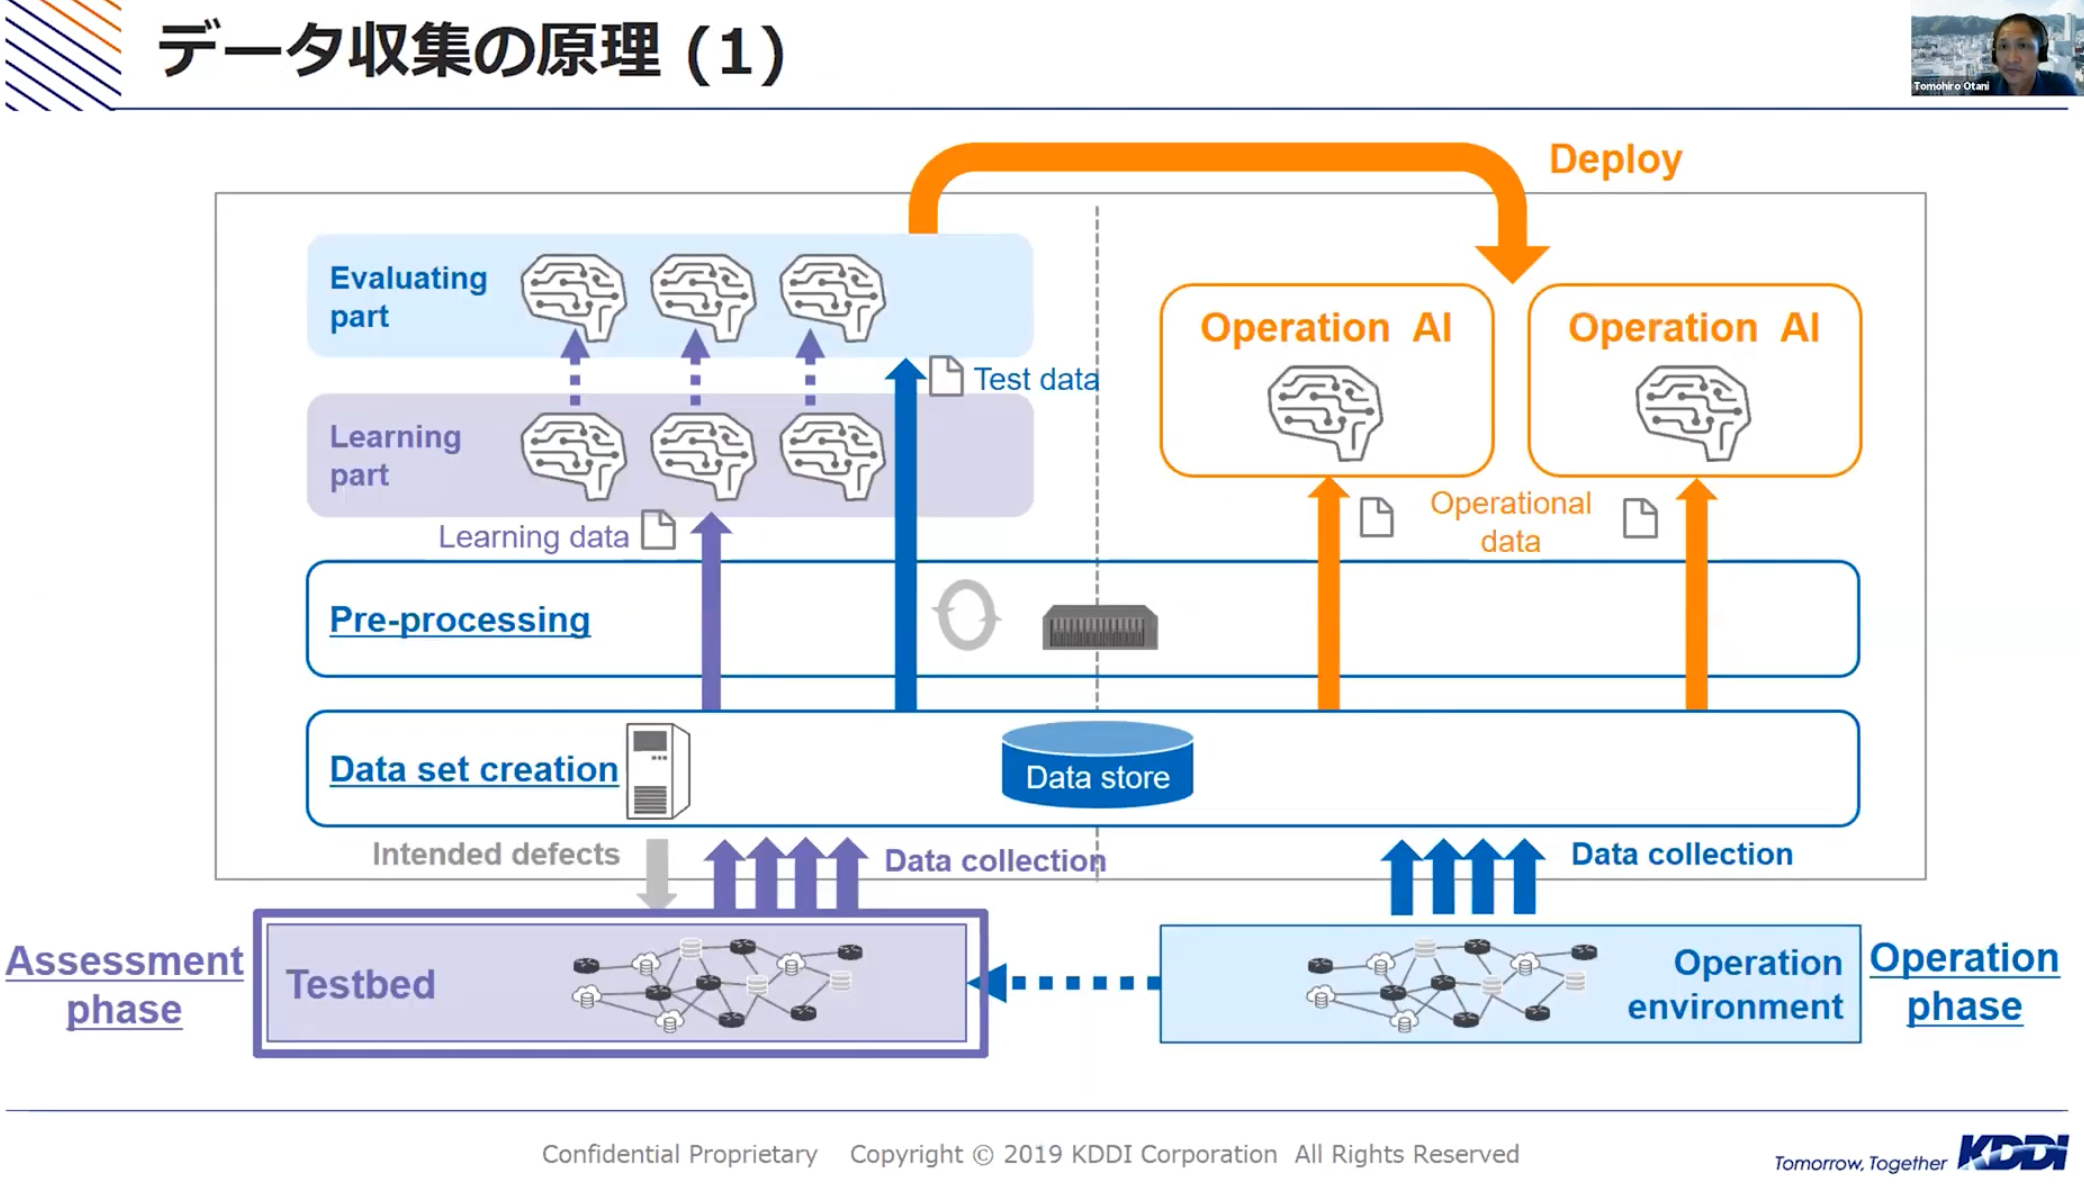 データ収集の原理 (1)
Tomohiro Otani
Deploy
Evaluating
part
Operation AI
Operation AI
Test data
Learning
part
Operational
data
Learning data
Pre-processing
Data set creation
Data store
Intended defects
Data collection
Data collection
Assessment
phase
Testbed
Operation
environment
Operation
phase
Confidential Proprietary Copyright © 2019 KDDI Corporation All Rights Reserved
Tomorrow, Together KDDI